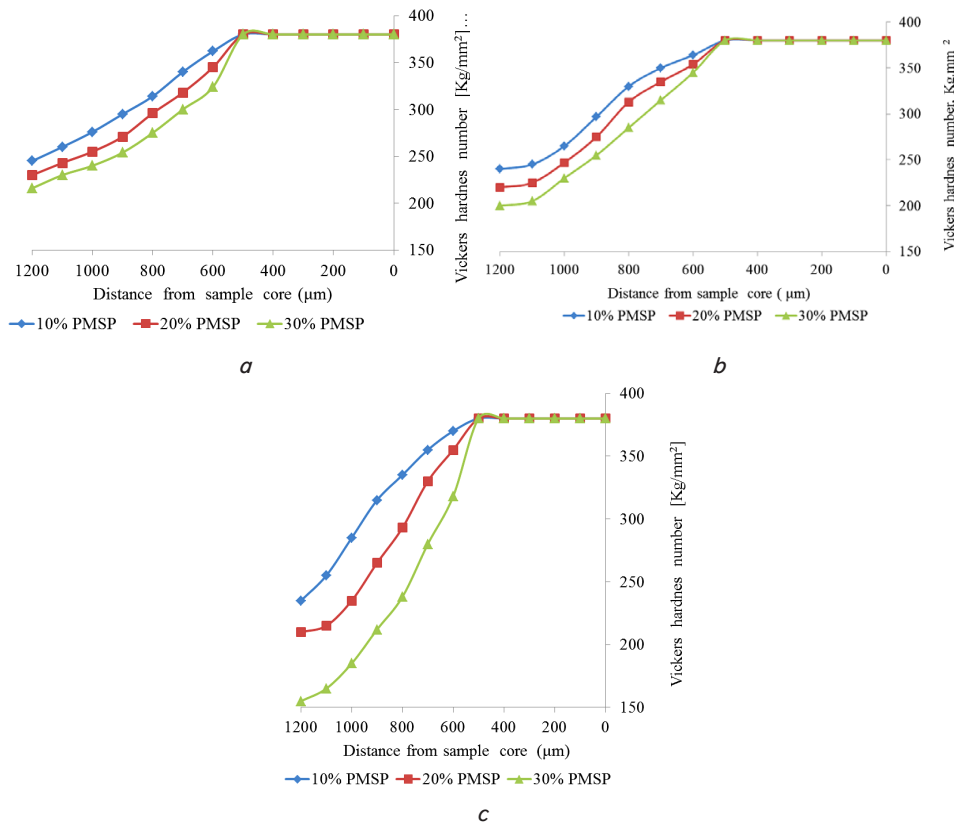 400
350
300
250
200
150
1200 1000 800 600 400 200 0
Distance from sample core (µm)
Vickers hardnes number [Kg/mm²]...
10% PMSP 20% PMSP 30% PMSP
a
400
350
300
250
200
150
1200 1000 800 600 400 200 0
Distance from sample core ( µm)
Vickers hardnes number, Kg.mm ²
10% PMSP 20% PMSP 30% PMSP
b
400
350
300
250
200
150
1200 1000 800 600 400 200 0
Distance from sample core (µm)
Vickers hardnes number [Kg/mm²]
10% PMSP 20% PMSP 30% PMSP
c